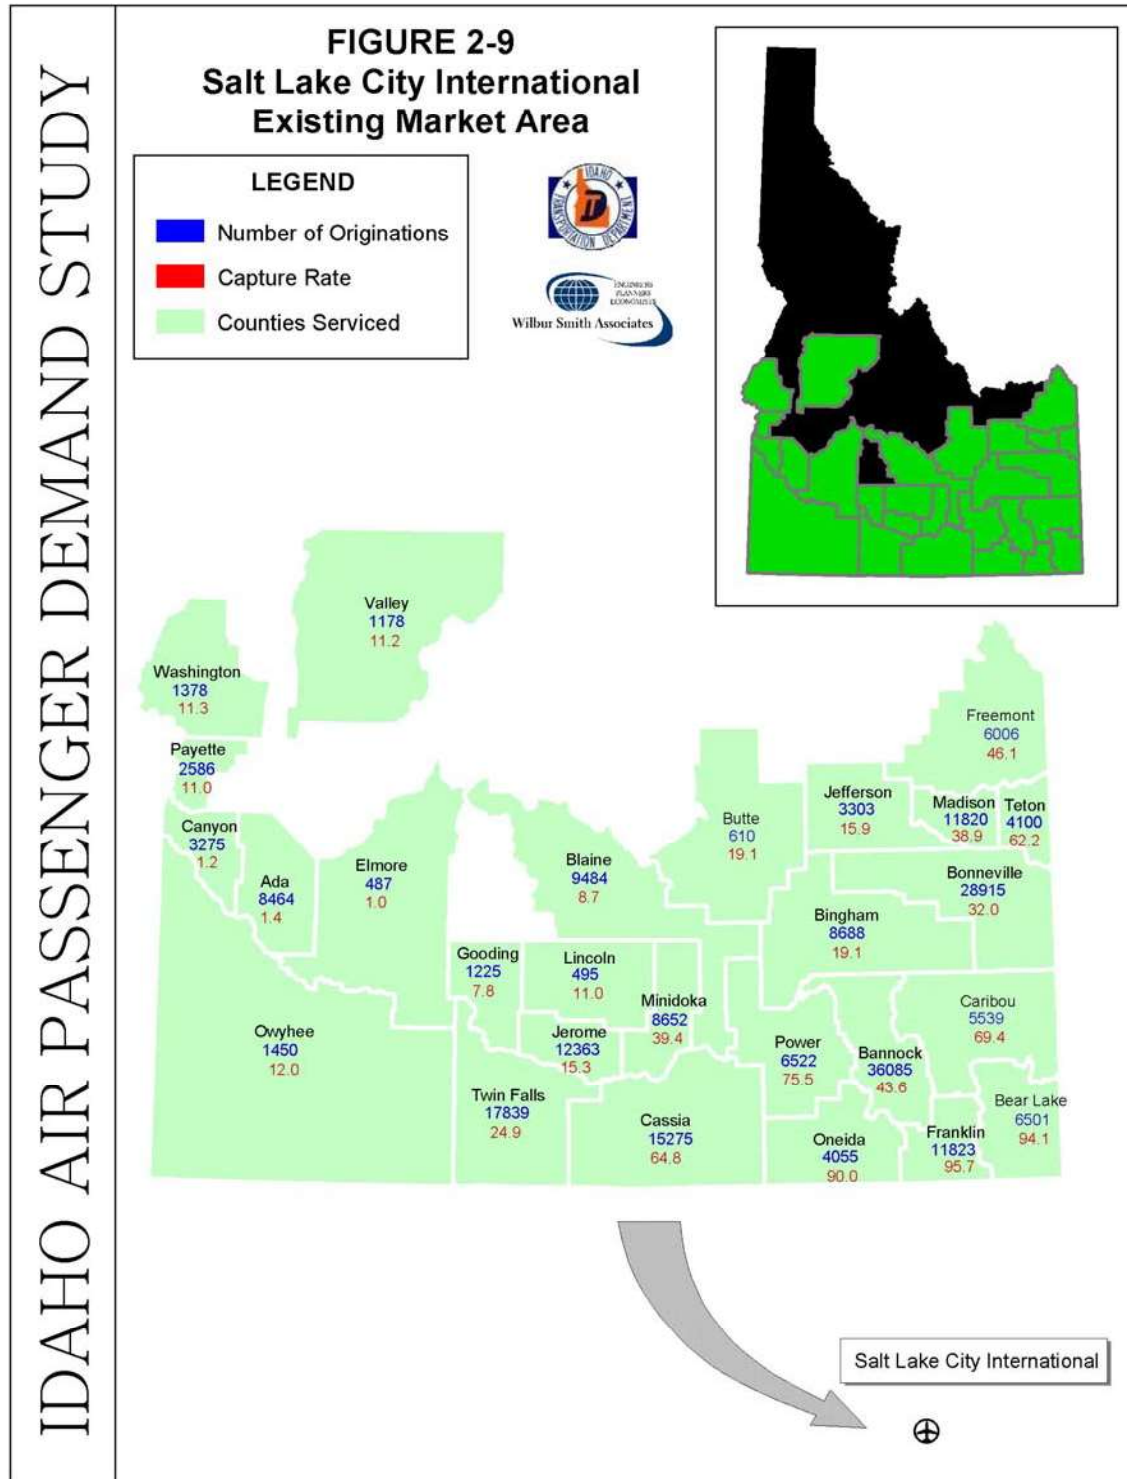 IDAHO AIR PASSENGER DEMAND STUDY
FIGURE 2-9
Salt Lake City International
Existing Market Area
LEGEND
Number of Originations
Capture Rate
Counties Serviced
IDAHO
TRANSPORTATION DEPARTMENT
ENGINEERS
PLANNERS
ECONOMISTS
Wilbur Smith Associates
Valley
1178
11.2
Washington
1378
11.3
Payette
2586
11.0
Canyon
3275
1.2
Ada
8464
1.4
Elmore
487
1.0
Blaine
9484
8.7
Butte
610
19.1
Jefferson
3303
15.9
Freemont
6006
46.1
Madison
11820
38.9
Teton
4100
62.2
Bonneville
28915
32.0
Bingham
8688
19.1
Gooding
1225
7.8
Lincoln
495
11.0
Minidoka
8652
39.4
Jerome
12363
15.3
Owyhee
1450
12.0
Twin Falls
17839
24.9
Cassia
15275
64.8
Power
6522
75.5
Bannock
36085
43.6
Caribou
5539
69.4
Oneida
4055
90.0
Franklin
11823
95.7
Bear Lake
6501
94.1
Salt Lake City International